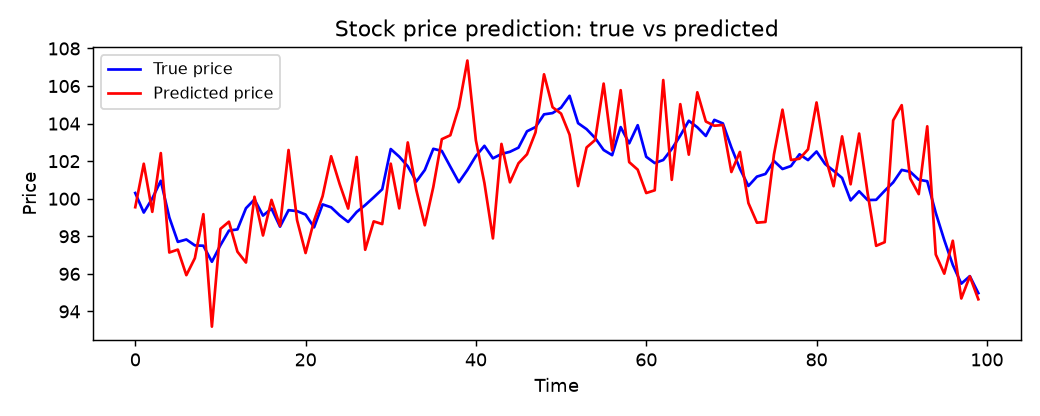 Stock price prediction: true vs predicted
True price
Predicted price
Price
108
106
104
102
100
98
96
94
0 20 40 60 80 100
Time